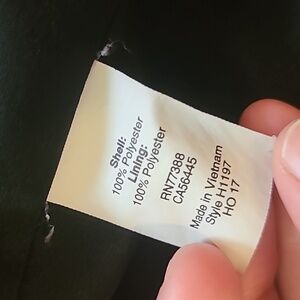 Shell:
100% Polyester
Lining:
100% Polyester
RN77388
CA56445
Made in Vietnam
Style H1197
HO 17